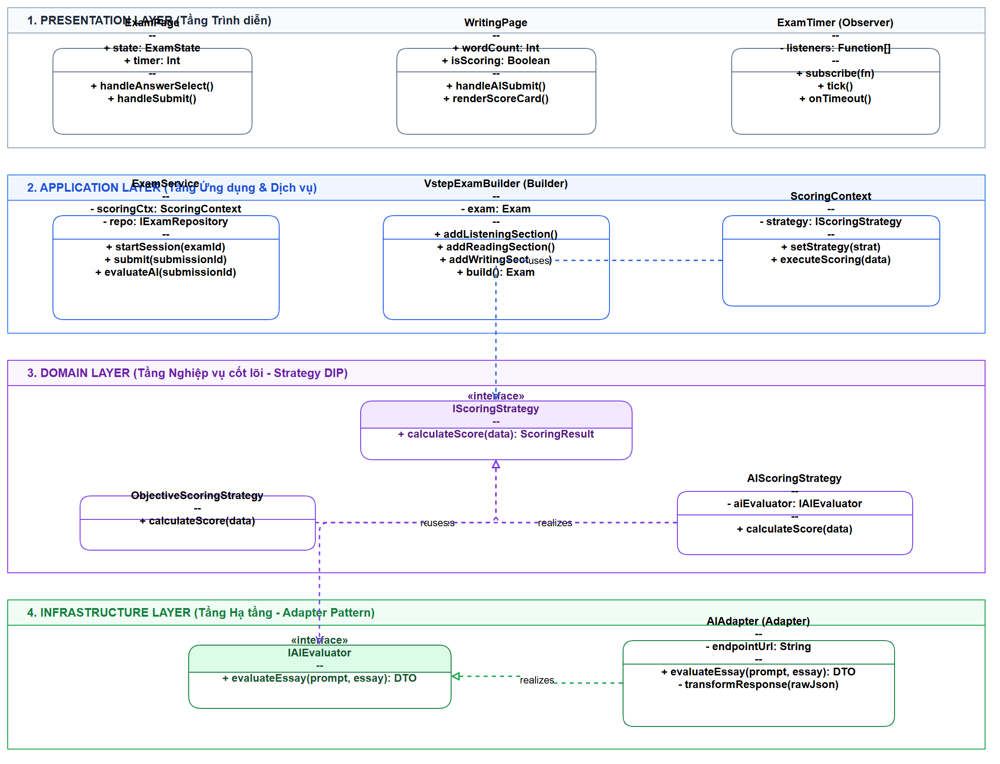 1. PRESENTATION LAYER (Tầng Trình diễn)
ExamPage
--
+ state: ExamState
+ timer: Int
--
+ handleAnswerSelect()
+ handleSubmit()
WritingPage
--
+ wordCount: Int
+ isScoring: Boolean
--
+ handleAISubmit()
+ renderScoreCard()
ExamTimer (Observer)
--
- listeners: Function[]
--
+ subscribe(fn)
+ tick()
+ onTimeout()
2. APPLICATION LAYER (Tầng Ứng dụng & Dịch vụ)
ExamService
--
- scoringCtx: ScoringContext
- repo: IExamRepository
--
+ startSession(examId)
+ submit(submissionId)
+ evaluateAI(submissionId)
VstepExamBuilder (Builder)
--
- exam: Exam
--
+ addListeningSection()
+ addReadingSection()
+ addWritingSect )
+ build(): Exam
uses
ScoringContext
--
- strategy: IScoringStrategy
--
+ setStrategy(strat)
+ executeScoring(data)
3. DOMAIN LAYER (Tầng Nghiệp vụ cốt lõi - Strategy DIP)
«interface»
IScoringStrategy
--
+ calculateScore(data): ScoringResult
ObjectiveScoringStrategy
--
+ calculateScore(data)
uses
realizes
AIScoringStrategy
--
- aiEvaluator: IAIEvaluator
--
+ calculateScore(data)
4. INFRASTRUCTURE LAYER (Tầng Hạ tầng - Adapter Pattern)
«interface»
IAIEvaluator
--
+ evaluateEssay(prompt, essay): DTO
realizes
AIAdapter (Adapter)
--
- endpointUrl: String
--
+ evaluateEssay(prompt, essay): DTO
- transformResponse(rawJson)